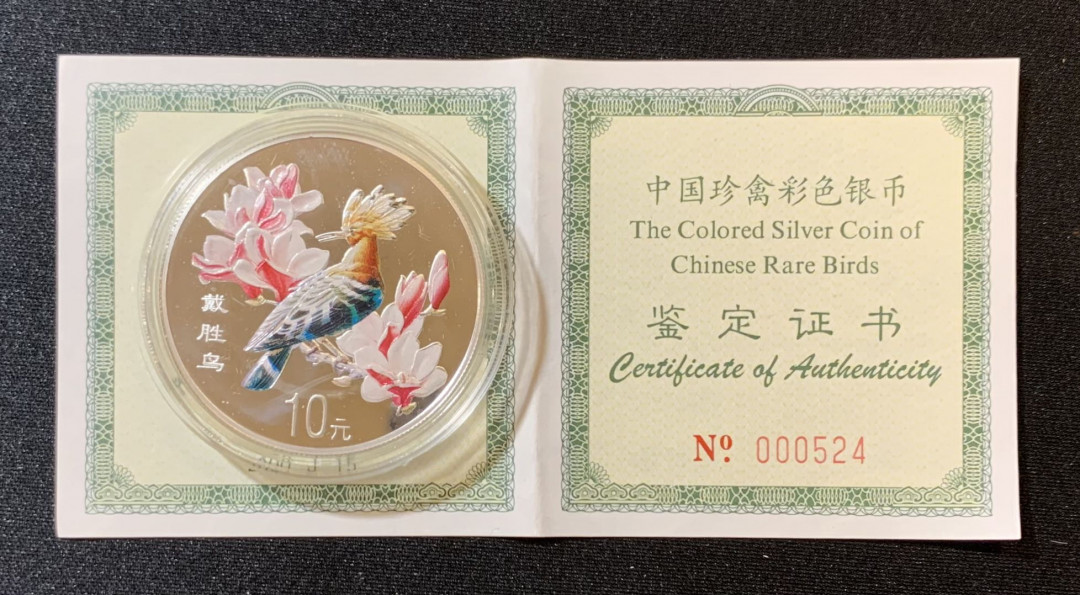 戴胜鸟
10元
中国珍禽彩色银币
The Colored Silver Coin of
Chinese Rare Birds
鉴定证书
Certificate of Authenticity
Nº. 000524